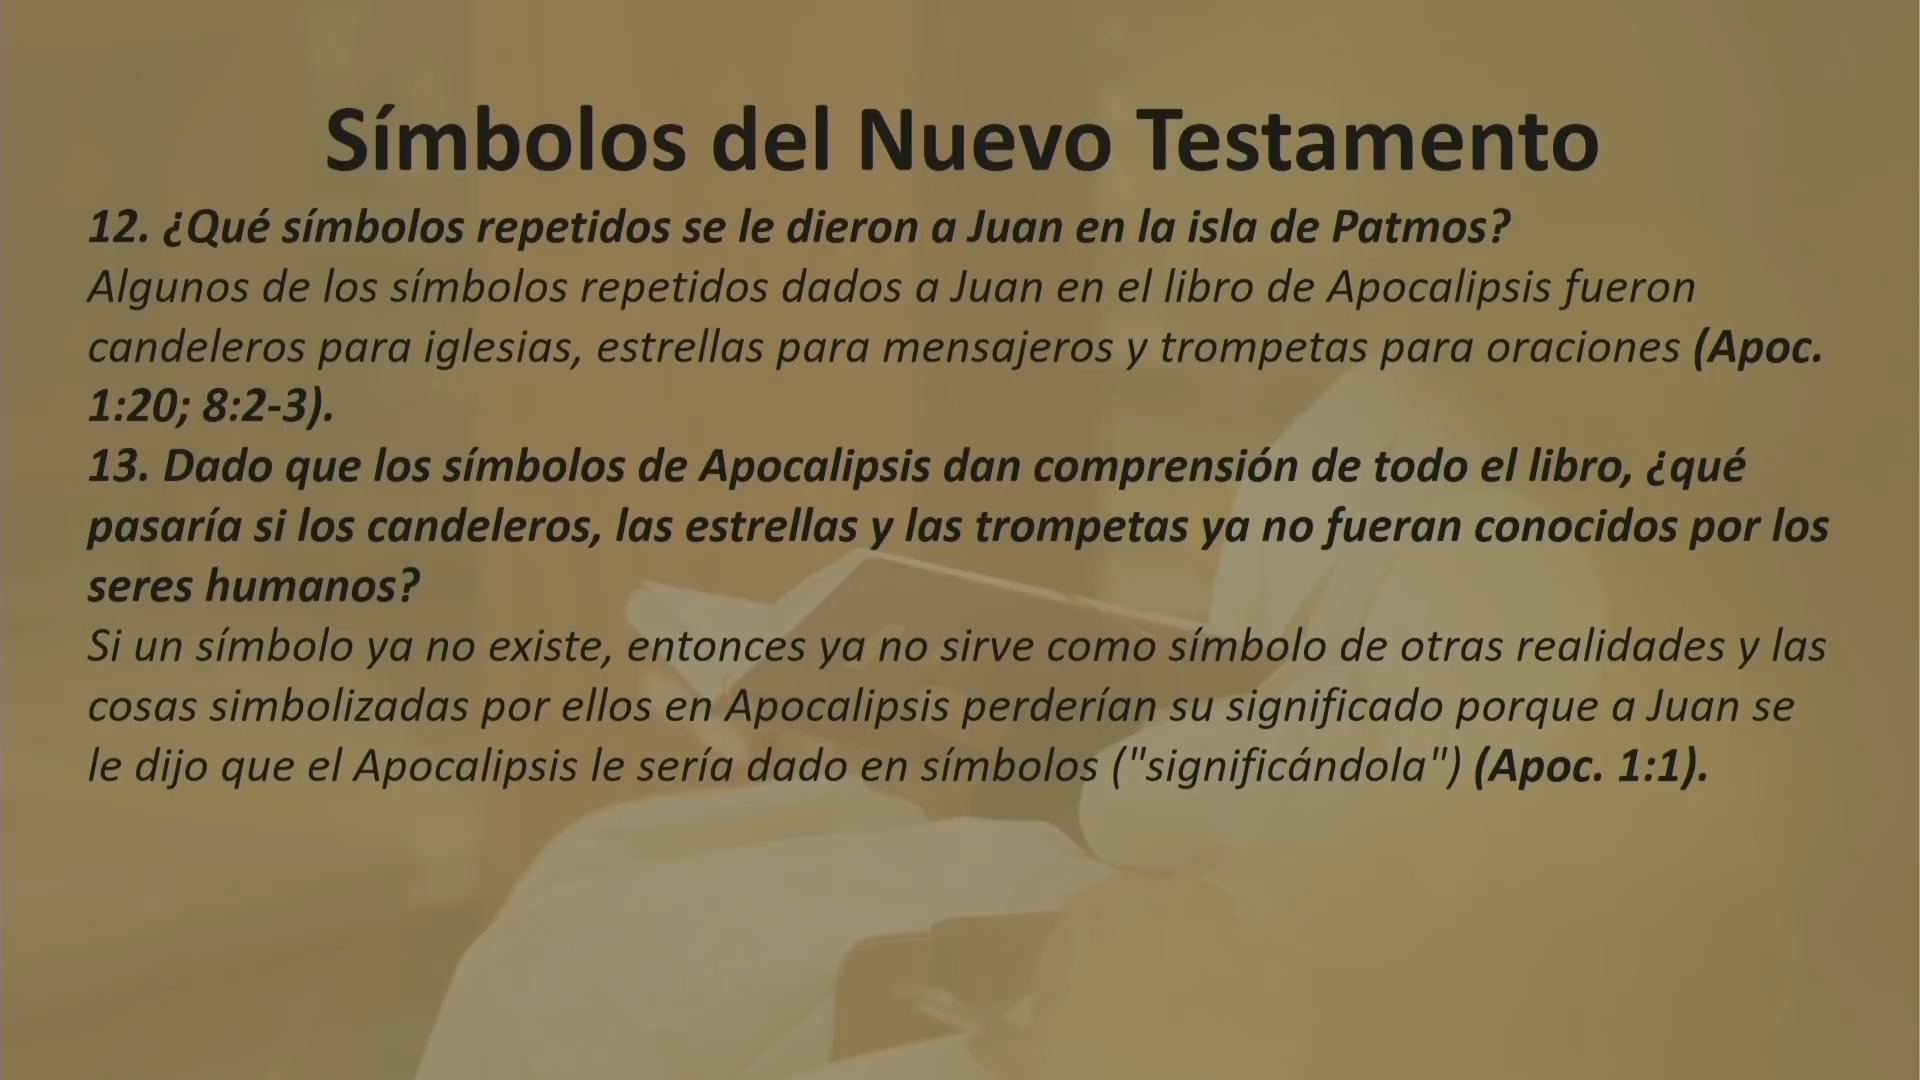 Símbolos del Nuevo Testamento
12. ¿Qué símbolos repetidos se le dieron a Juan en la isla de Patmos?
Algunos de los símbolos repetidos dados a Juan en el libro de Apocalipsis fueron
candeleros para iglesias, estrellas para mensajeros y trompetas para oraciones (Apoc.
1:20; 8:2-3).
13. Dado que los símbolos de Apocalipsis dan comprensión de todo el libro, ¿qué
pasaría si los candeleros, las estrellas y las trompetas ya no fueran conocidos por los
seres humanos?
Si un símbolo ya no existe, entonces ya no sirve como símbolo de otras realidades y las
cosas simbolizadas por ellos en Apocalipsis perderían su significado porque a Juan se
le dijo que el Apocalipsis le sería dado en símbolos ("significándola") (Apoc. 1:1).